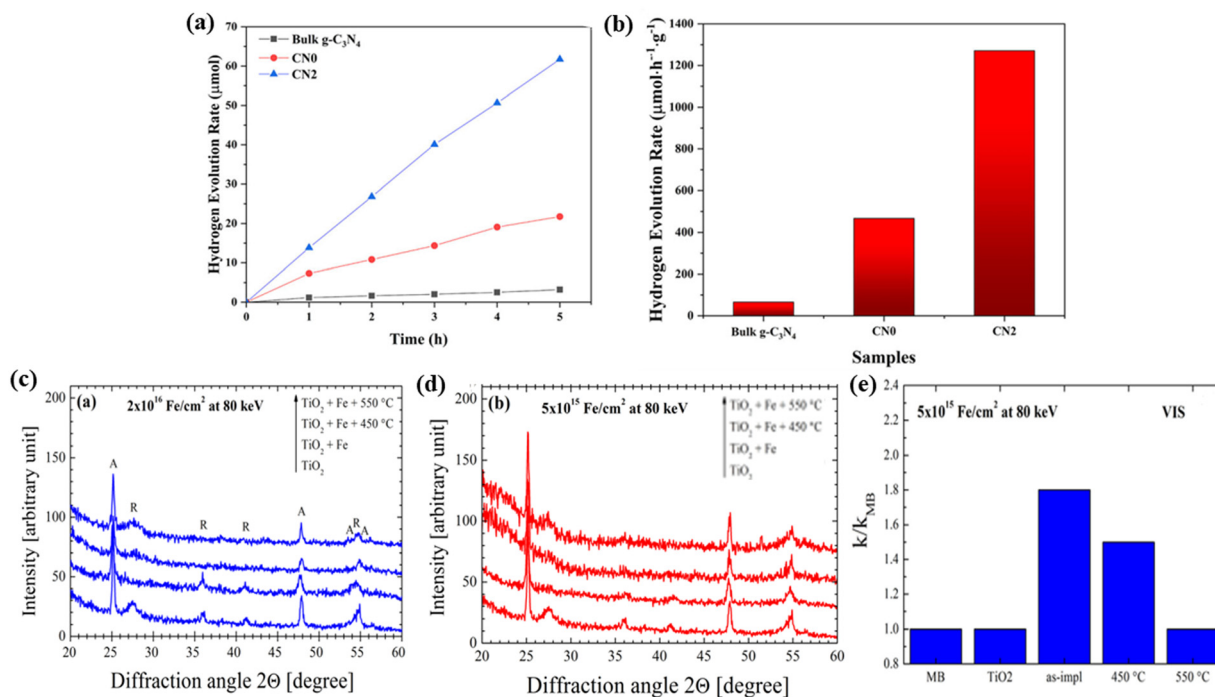 (a)
Hydrogen Evolution Rate (μmol)
70
60
50
40
30
20
10
0
Bulk g-C₃N₄
CN0
CN2
0 1 2 3 4 5
Time (h)
(b)
Hydrogen Evolution Rate (μmol·h⁻¹·g⁻¹)
1400
1200
1000
800
600
400
200
0
Bulk g-C₃N₄ CN0 CN2
Samples
(c)
Intensity [arbitrary unit]
200
150
100
50
0
(a) 2x10¹⁶ Fe/cm² at 80 keV
TiO₂ + Fe + 550 °C
TiO₂ + Fe + 450 °C
TiO₂ + Fe
TiO₂
A R R R A A R A
20 25 30 35 40 45 50 55 60
Diffraction angle 2Θ [degree]
(d)
Intensity [arbitrary unit]
200
150
100
50
0
(b) 5x10¹⁵ Fe/cm² at 80 keV
TiO₂ + Fe + 550 °C
TiO₂ + Fe + 450 °C
TiO₂ + Fe
TiO₂
20 25 30 35 40 45 50 55 60
Diffraction angle 2Θ [degree]
(e)
k/k_MB
2.4
2.2
2.0
1.8
1.6
1.4
1.2
1.0
0.8
5x10¹⁵ Fe/cm² at 80 keV VIS
MB TiO2 as-impl 450 °C 550 °C